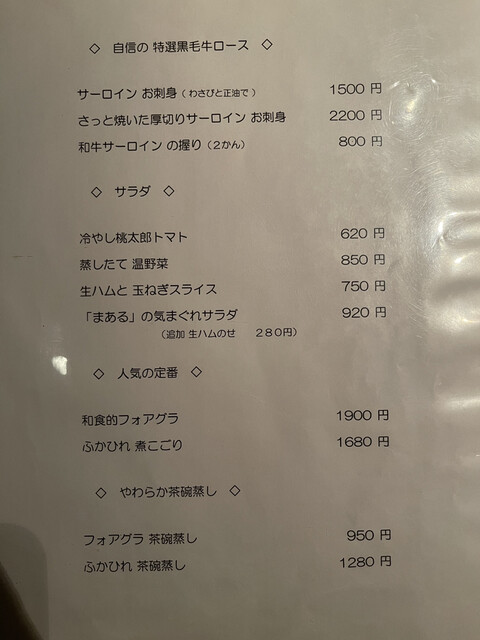 ◇ 自信の 特選黒毛牛ロース ◇
サーロイン お刺身（わさびと正油で） 1500 円
さっと焼いた厚切りサーロイン お刺身 2200 円
和牛サーロイン の握り（2かん） 800 円
◇ サラダ ◇
冷やし桃太郎トマト 620 円
蒸したて 温野菜 850 円
生ハムと 玉ねぎスライス 750 円
「まある」の気まぐれサラダ 920 円
（追加 生ハムのせ 280円）
◇ 人気の定番 ◇
和食的フォアグラ 1900 円
ふかひれ 煮こごり 1680 円
◇ やわらか茶碗蒸し ◇
フォアグラ 茶碗蒸し 950 円
ふかひれ 茶碗蒸し 1280 円